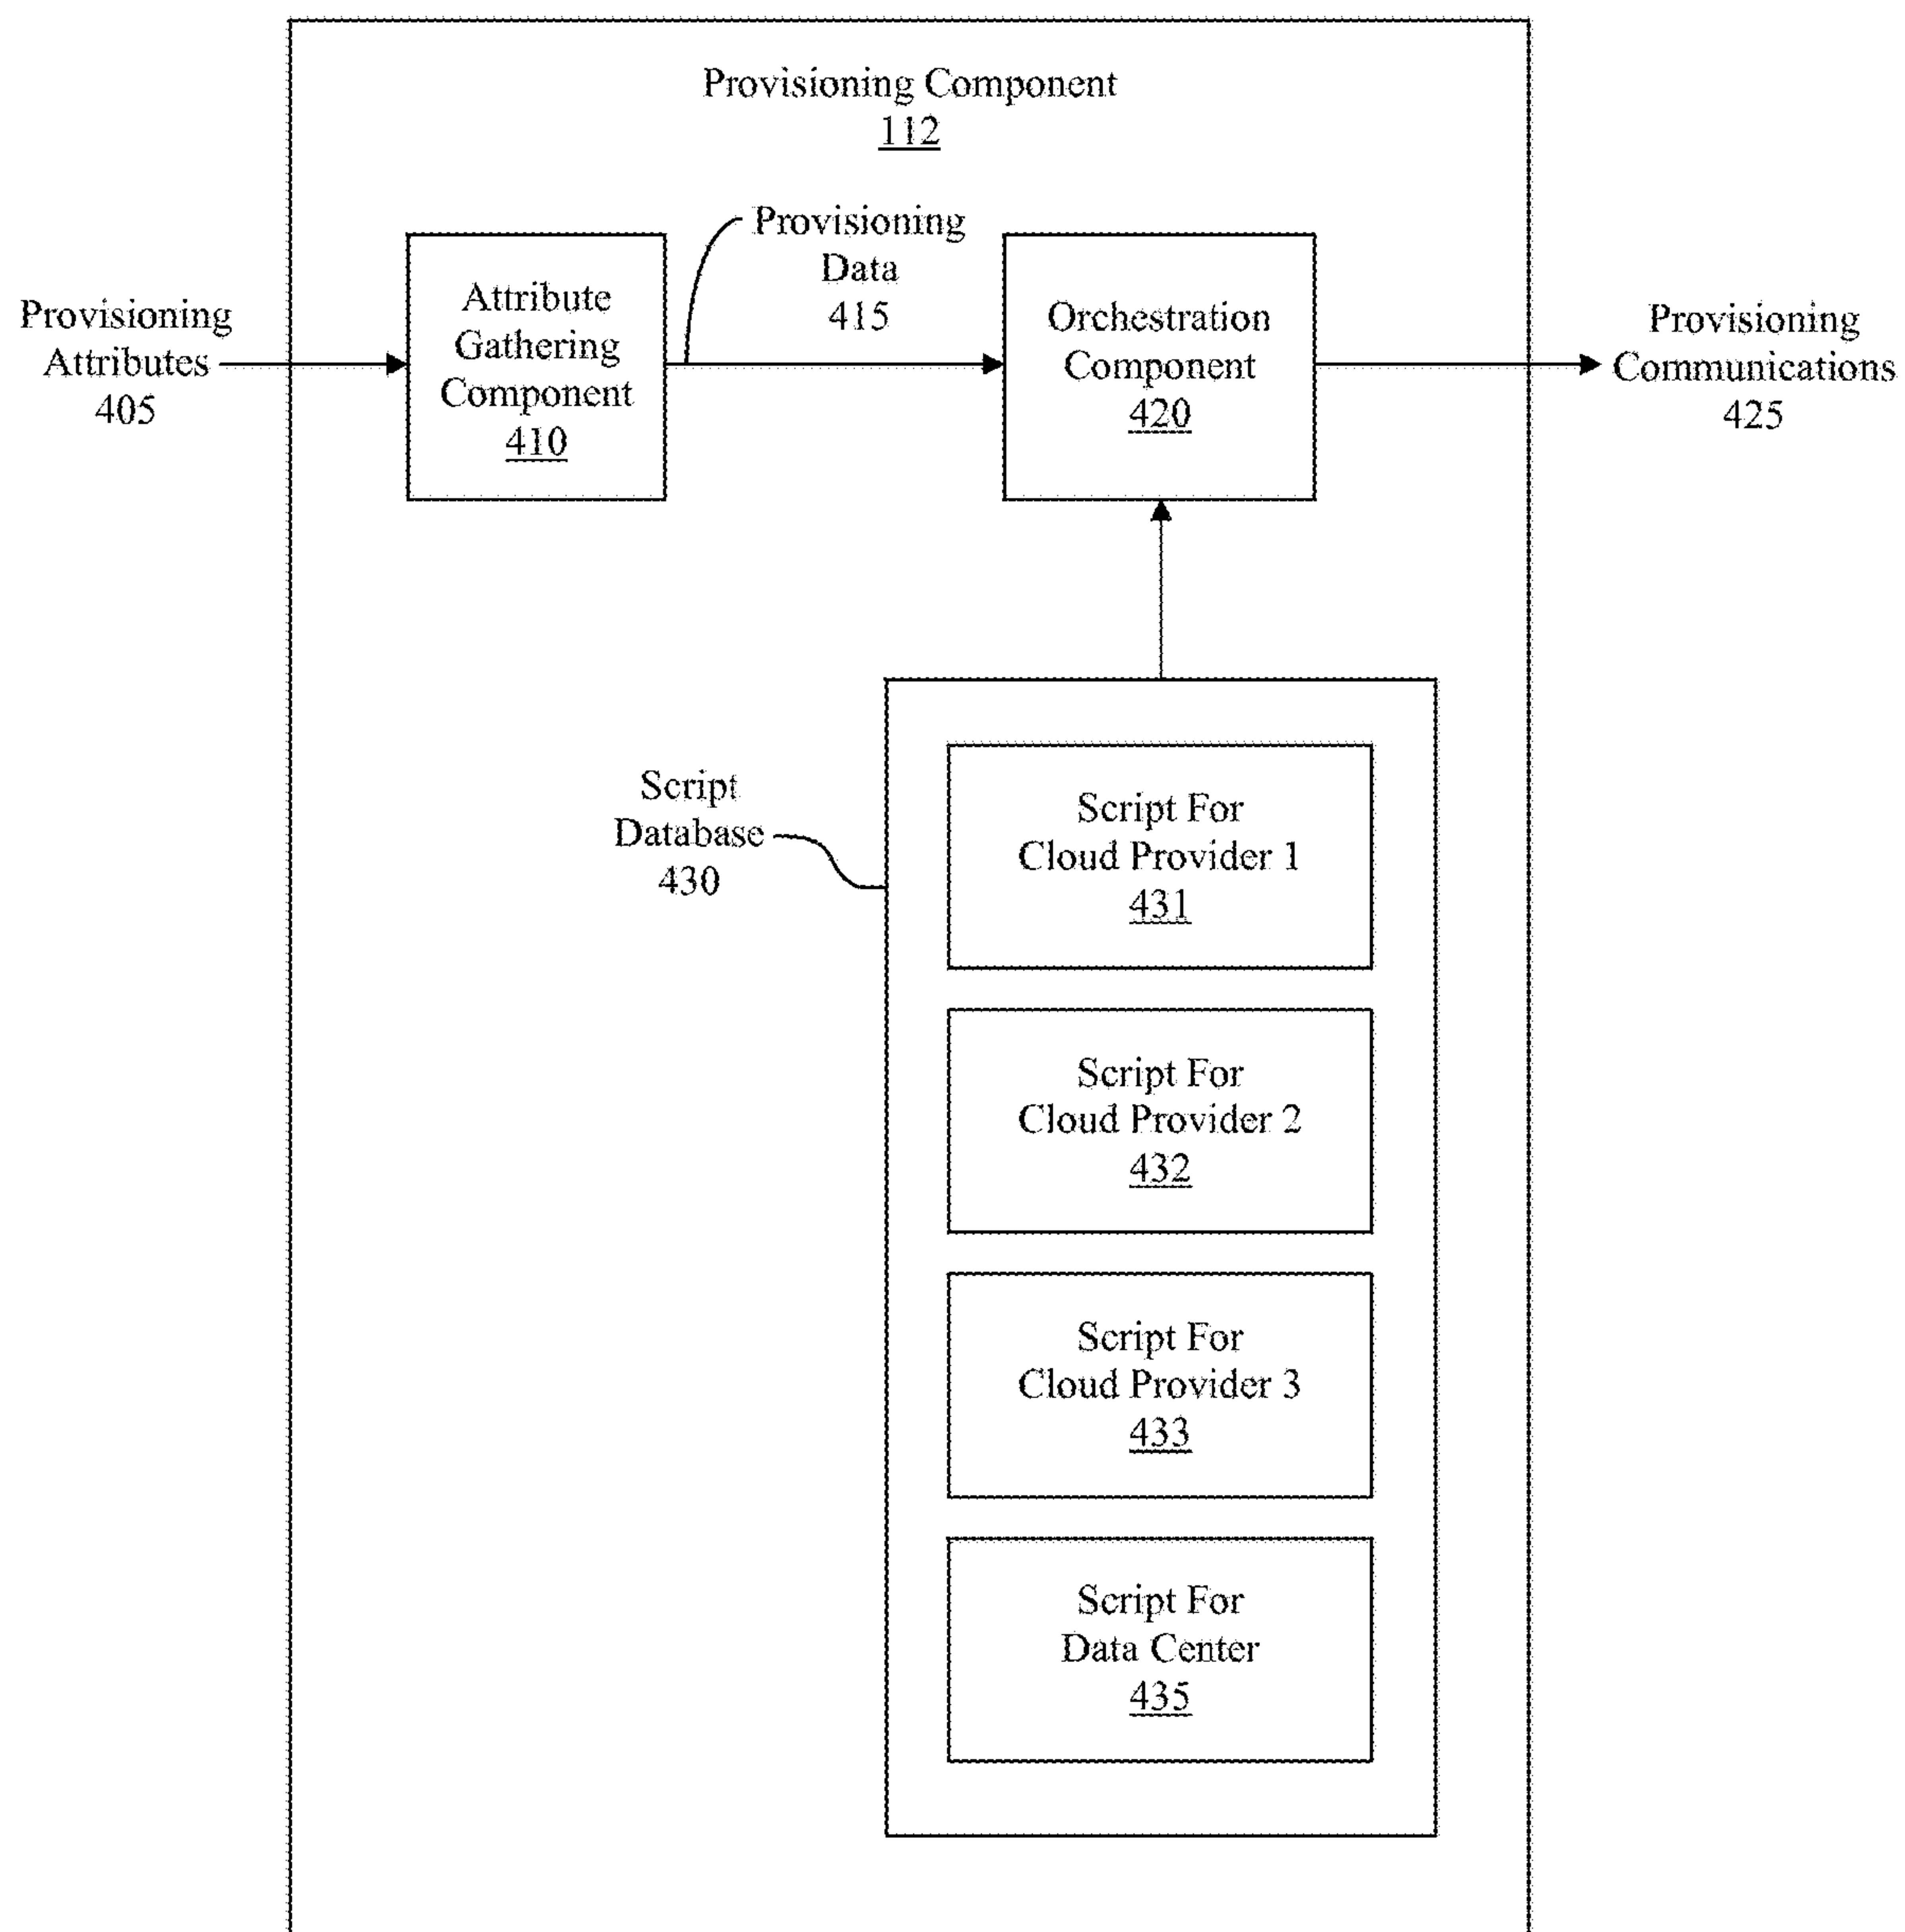 Provisioning Component
112
Provisioning
Attributes
405
Attribute
Gathering
Component
410
Provisioning
Data
415
Orchestration
Component
420
Provisioning
Communications
425
Script
Database
430
Script For
Cloud Provider 1
431
Script For
Cloud Provider 2
432
Script For
Cloud Provider 3
433
Script For
Data Center
435